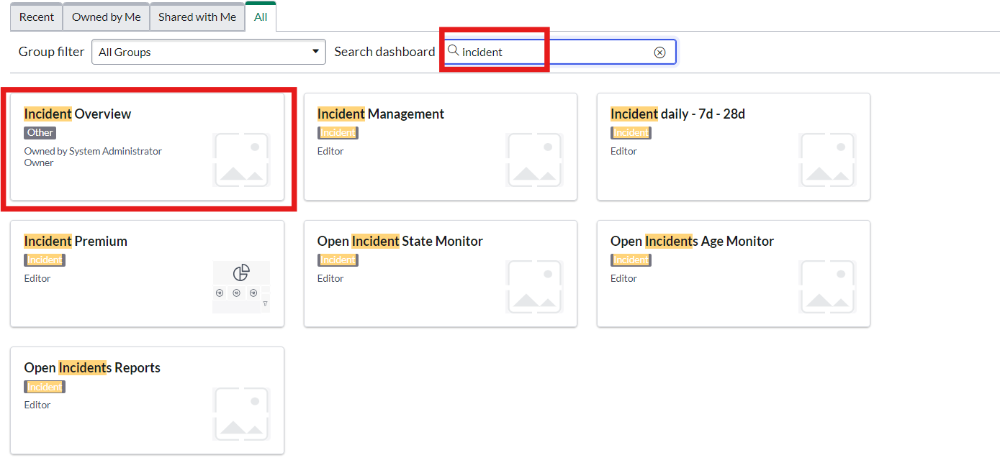 Recent Owned by Me Shared with Me All
Group filter All Groups Search dashboard incident
Incident Overview
Other
Owned by System Administrator
Owner
Incident Management
Incident
Editor
Incident daily - 7d - 28d
Incident
Editor
Incident Premium
Incident
Editor
Open Incident State Monitor
Incident
Editor
Open Incidents Age Monitor
Incident
Editor
Open Incidents Reports
Incident
Editor